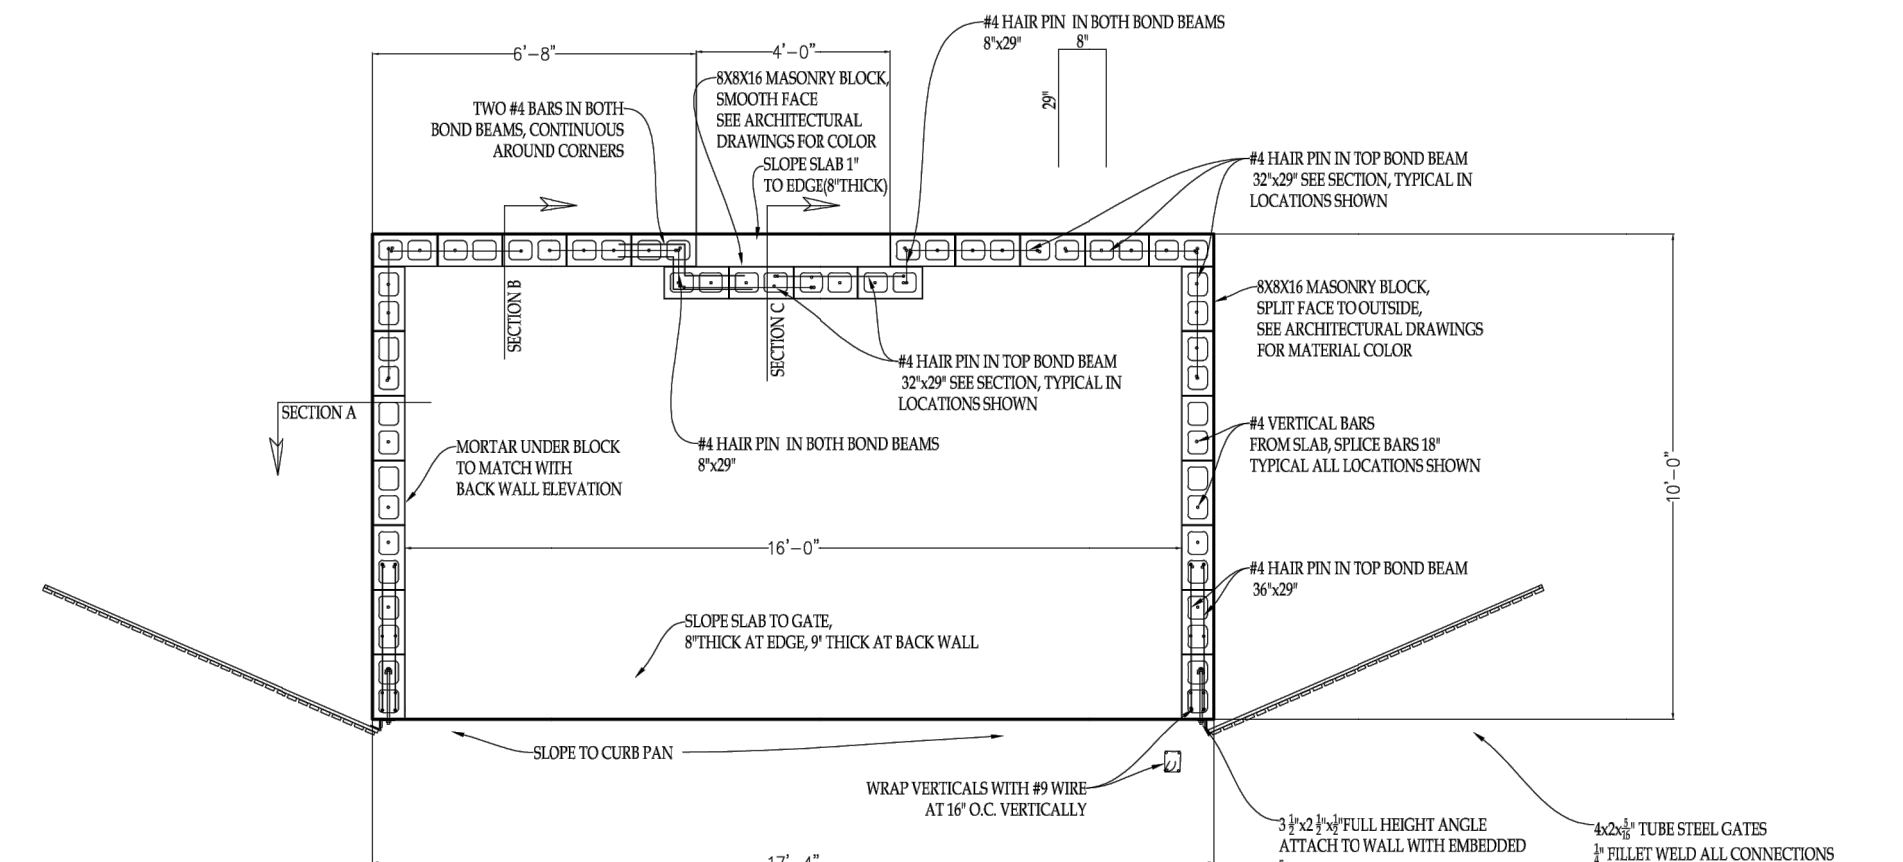 #4 HAIR PIN IN BOTH BOND BEAMS
8"x29"
8"
29"
6'-8"
4'-0"
8X8X16 MASONRY BLOCK,
SMOOTH FACE
SEE ARCHITECTURAL
DRAWINGS FOR COLOR
TWO #4 BARS IN BOTH
BOND BEAMS, CONTINUOUS
AROUND CORNERS
SLOPE SLAB 1"
TO EDGE(8"THICK)
#4 HAIR PIN IN TOP BOND BEAM
32"x29" SEE SECTION, TYPICAL IN
LOCATIONS SHOWN
SECTION B
SECTION C
8X8X16 MASONRY BLOCK,
SPLIT FACE TO OUTSIDE,
SEE ARCHITECTURAL DRAWINGS
FOR MATERIAL COLOR
#4 HAIR PIN IN TOP BOND BEAM
32"x29" SEE SECTION, TYPICAL IN
LOCATIONS SHOWN
SECTION A
MORTAR UNDER BLOCK
TO MATCH WITH
BACK WALL ELEVATION
#4 HAIR PIN IN BOTH BOND BEAMS
8"x29"
#4 VERTICAL BARS
FROM SLAB, SPLICE BARS 18"
TYPICAL ALL LOCATIONS SHOWN
10'-0"
16'-0"
#4 HAIR PIN IN TOP BOND BEAM
36"x29"
SLOPE SLAB TO GATE,
8"THICK AT EDGE, 9" THICK AT BACK WALL
SLOPE TO CURB PAN
WRAP VERTICALS WITH #9 WIRE
AT 16" O.C. VERTICALLY
3 1/2"x2 1/2"x1/2"FULL HEIGHT ANGLE
ATTACH TO WALL WITH EMBEDDED
4x2x5/16" TUBE STEEL GATES
1/4" FILLET WELD ALL CONNECTIONS
17'-4"